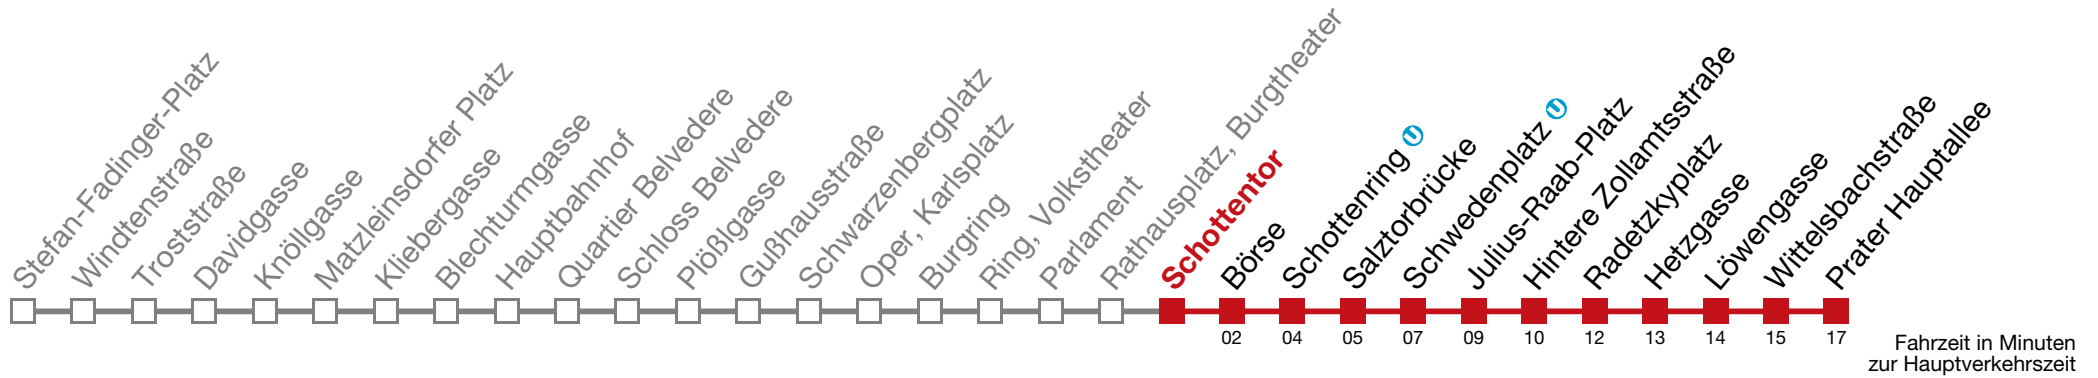 Stefan-Fadinger-Platz
Windtenstraße
Troststraße
Davidgasse
Knöllgasse
Matzleinsdorfer Platz
Kliebergasse
Blechturmgasse
Hauptbahnhof
Quartier Belvedere
Schloss Belvedere
Plößlgasse
Gußhausstraße
Schwarzenbergplatz
Oper, Karlsplatz
Burgring
Ring, Volkstheater
Parlament
Rathausplatz, Burgtheater
Schottentor
Börse
Schottenring U
Salztorbrücke
Schwedenplatz U
Julius-Raab-Platz
Hintere Zollamtsstraße
Radetzkyplatz
Hetzgasse
Löwengasse
Wittelsbachstraße
Prater Hauptallee
02 04 05 07 09 10 12 13 14 15 17
Fahrzeit in Minuten
zur Hauptverkehrszeit